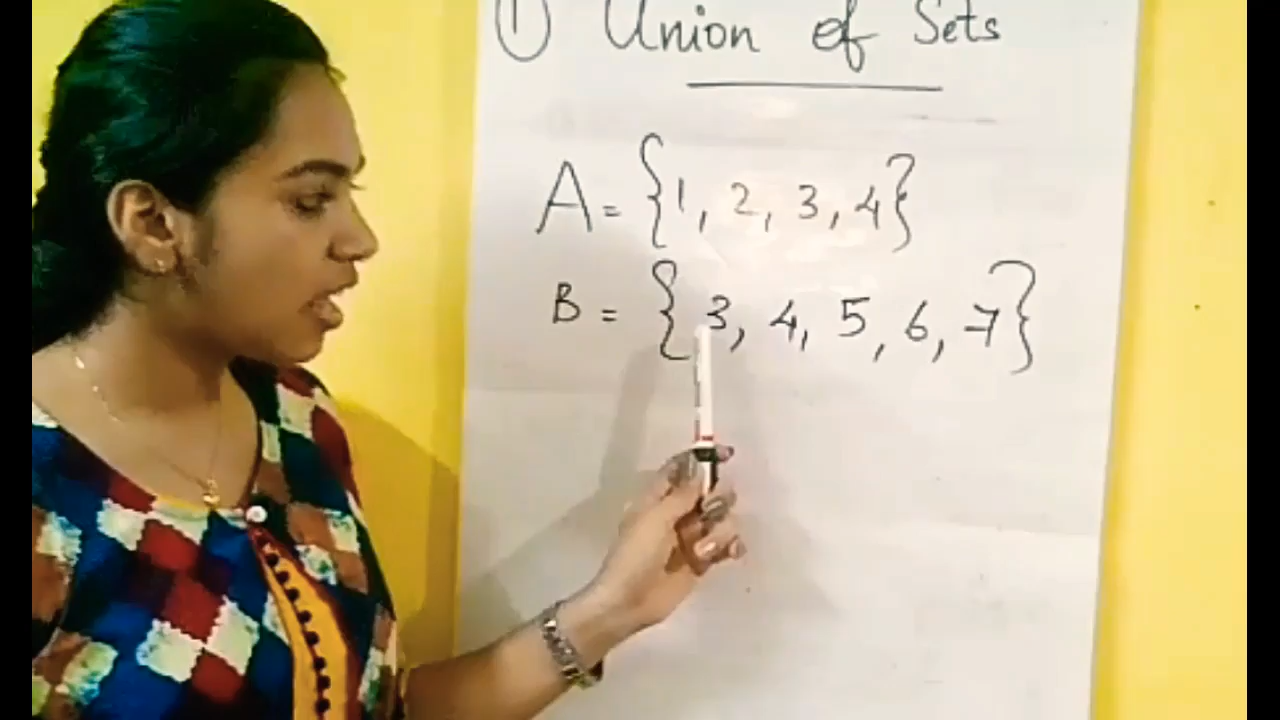 ① Union of Sets
A = {1, 2, 3, 4}
B = {3, 4, 5, 6, 7}